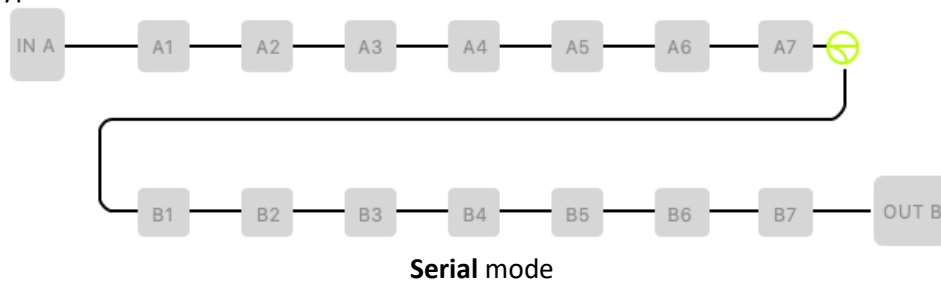 IN A A1 A2 A3 A4 A5 A6 A7
B1 B2 B3 B4 B5 B6 B7 OUT B
Serial mode